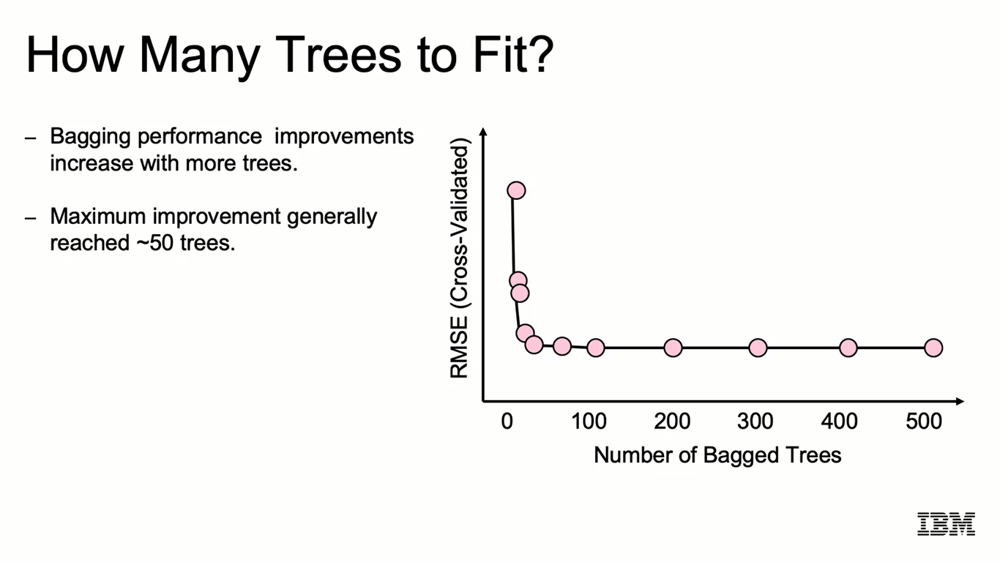 How Many Trees to Fit?
– Bagging performance  improvements
increase with more trees.
– Maximum improvement generally
reached ~50 trees.
RMSE (Cross-Validated)
0 100 200 300 400 500
Number of Bagged Trees
IBM